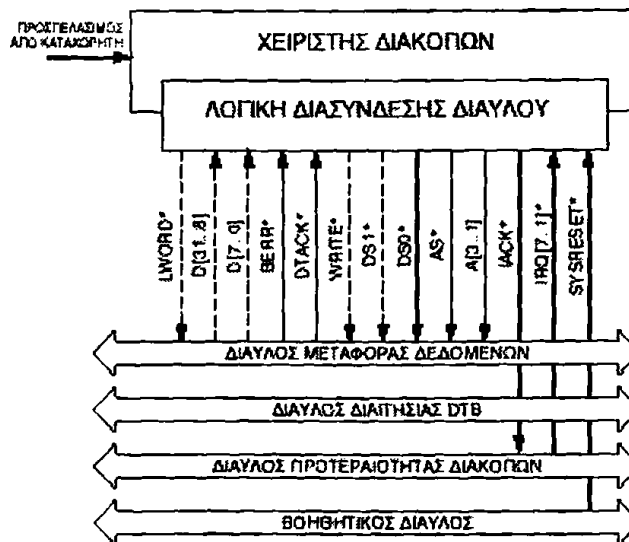 ΠΡΟΣΠΕΛΑΣΙΜΟΣ
ΑΠΟ ΚΑΤΑΧΩΡΗΤΗ
ΧΕΙΡΙΣΤΗΣ ΔΙΑΚΟΠΩΝ
ΛΟΓΙΚΗ ΔΙΑΣΥΝΔΕΣΗΣ ΔΙΑΥΛΟΥ
LWORD*
D[31..8]
D[7..0]
BERR*
DTACK*
WRITE*
DS1*
DS0*
AS*
A[3..1]
IACK*
IRQ[7..1]*
SYSRESET*
ΔΙΑΥΛΟΣ ΜΕΤΑΦΟΡΑΣ ΔΕΔΟΜΕΝΩΝ
ΔΙΑΥΛΟΣ ΔΙΑΙΤΗΣΙΑΣ DTB
ΔΙΑΥΛΟΣ ΠΡΟΤΕΡΑΙΟΤΗΤΑΣ ΔΙΑΚΟΠΩΝ
ΒΟΗΘΗΤΙΚΟΣ ΔΙΑΥΛΟΣ